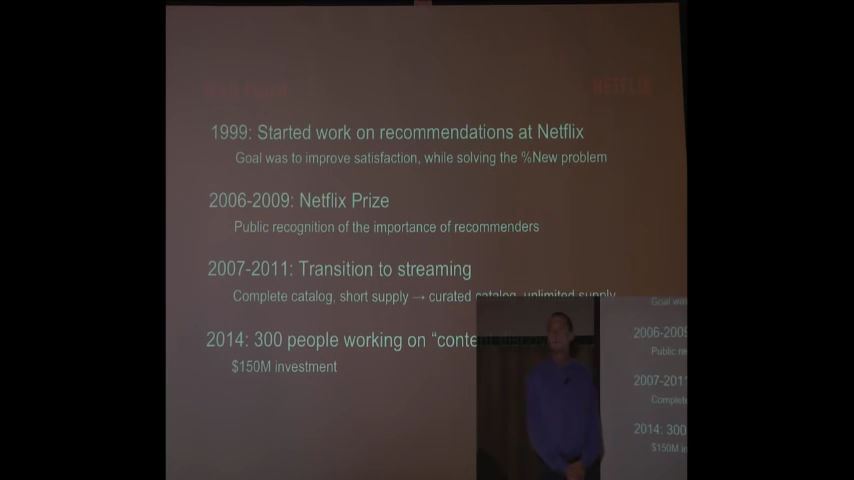 NETFLIX
1999: Started work on recommendations at Netflix
Goal was to improve satisfaction, while solving the %New problem
2006-2009: Netflix Prize
Public recognition of the importance of recommenders
2007-2011: Transition to streaming
Complete catalog, short supply → curated catalog, unlimited supply
2014: 300 people working on “conte
$150M investment
Goal
2006-2009
Public re
2007-2011
Complete
2014: 300
$150M in